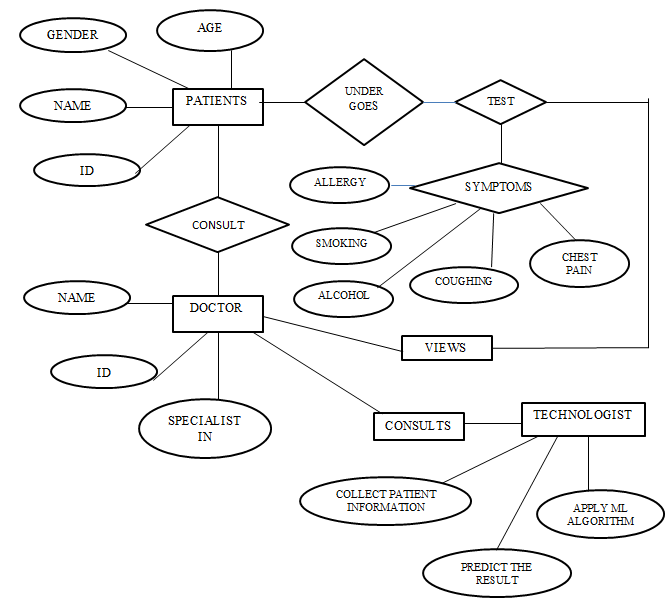 GENDER
AGE
PATIENTS
UNDER
GOES
TEST
NAME
ID
ALLERGY
SYMPTOMS
CONSULT
SMOKING
CHEST
PAIN
COUGHING
ALCOHOL
NAME
DOCTOR
VIEWS
ID
SPECIALIST
IN
CONSULTS
TECHNOLOGIST
COLLECT PATIENT
INFORMATION
APPLY ML
ALGORITHM
PREDICT THE
RESULT